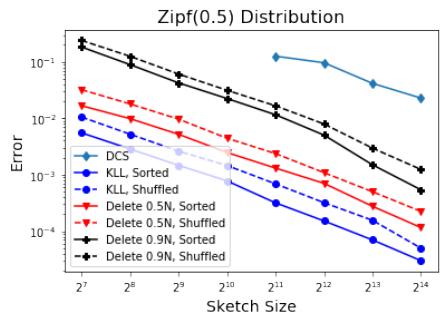 Zipf(0.5) Distribution
Error
10⁻¹
10⁻²
10⁻³
10⁻⁴
DCS
KLL, Sorted
KLL, Shuffled
Delete 0.5N, Sorted
Delete 0.5N, Shuffled
Delete 0.9N, Sorted
Delete 0.9N, Shuffled
2⁷ 2⁸ 2⁹ 2¹⁰ 2¹¹ 2¹² 2¹³ 2¹⁴
Sketch Size